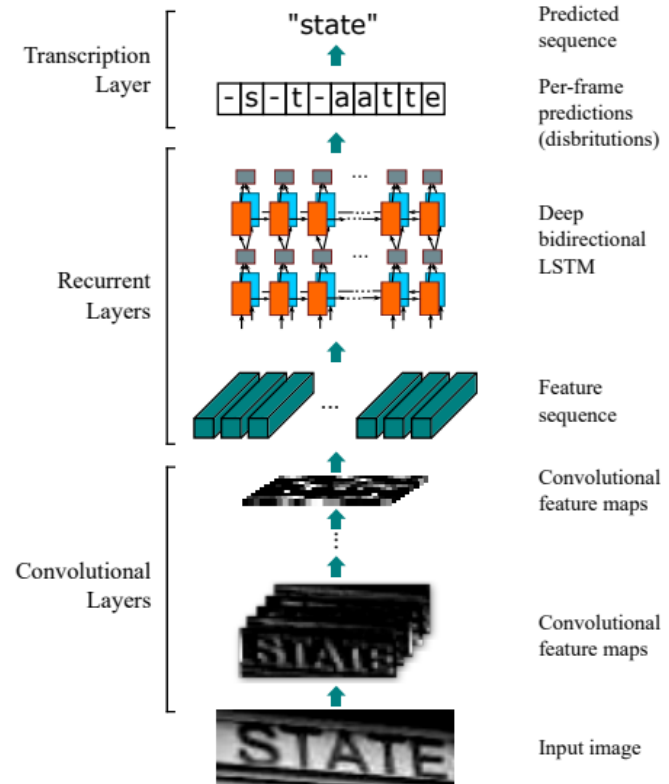 "state"
Predicted
sequence
Transcription
Layer
-s-t-aatte
Per-frame
predictions
(disbritutions)
...
...
Deep
bidirectional
LSTM
...
...
Recurrent
Layers
...
Feature
sequence
Convolutional
feature maps
...
Convolutional
Layers
STATE
Convolutional
feature maps
STATE
Input image